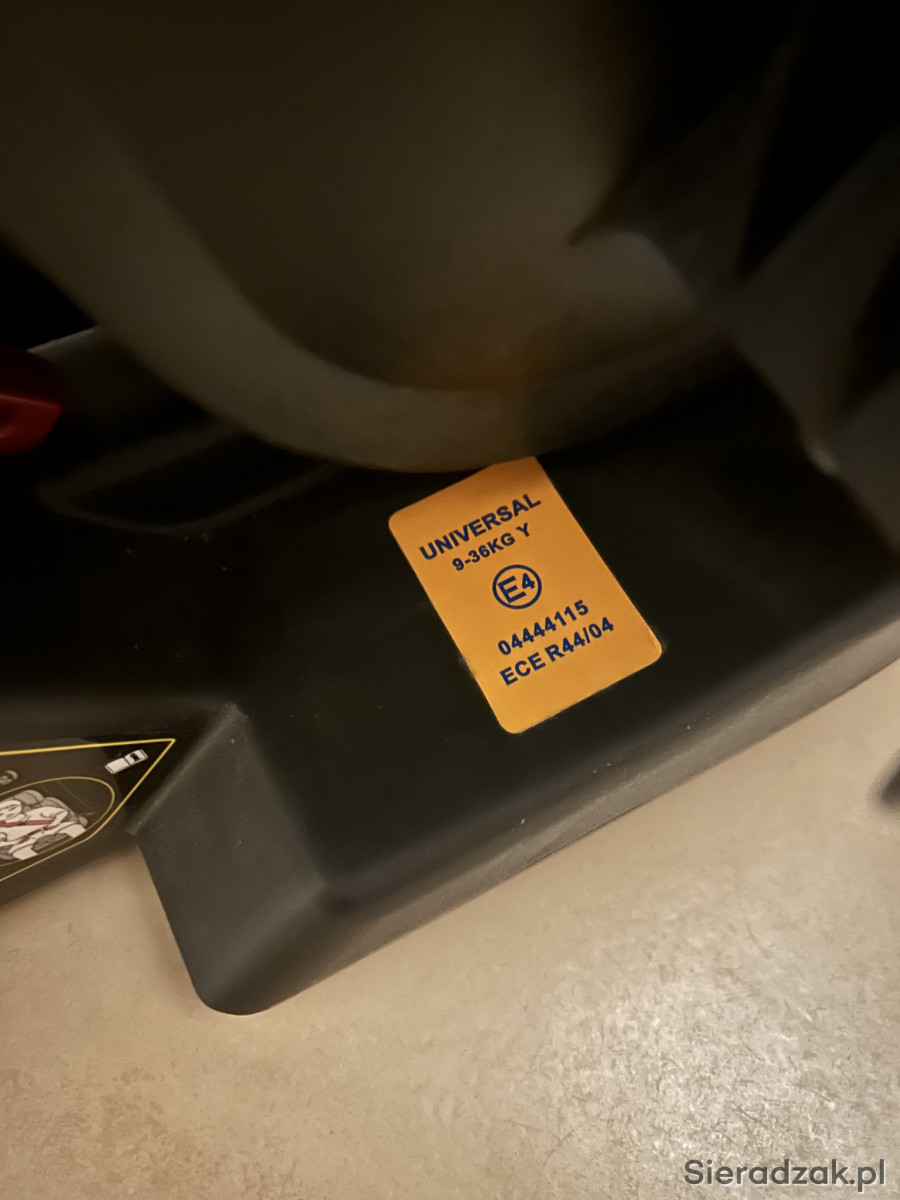 UNIVERSAL
9-36KG Y
E4
04444115
ECE R44/04
Sieradzak.pl